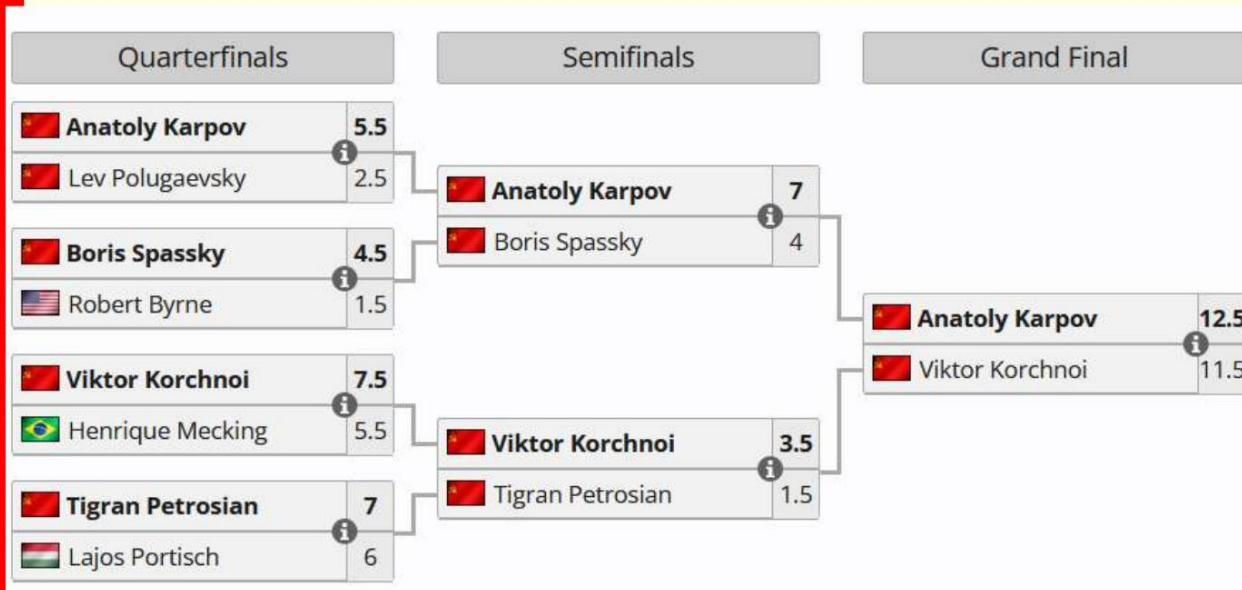 Quarterfinals
Semifinals
Grand Final
Anatoly Karpov 5.5
Lev Polugaevsky 2.5
Boris Spassky 4.5
Robert Byrne 1.5
Viktor Korchnoi 7.5
Henrique Mecking 5.5
Tigran Petrosian 7
Lajos Portisch 6
Anatoly Karpov 7
Boris Spassky 4
Viktor Korchnoi 3.5
Tigran Petrosian 1.5
Anatoly Karpov 12.5
Viktor Korchnoi 11.5